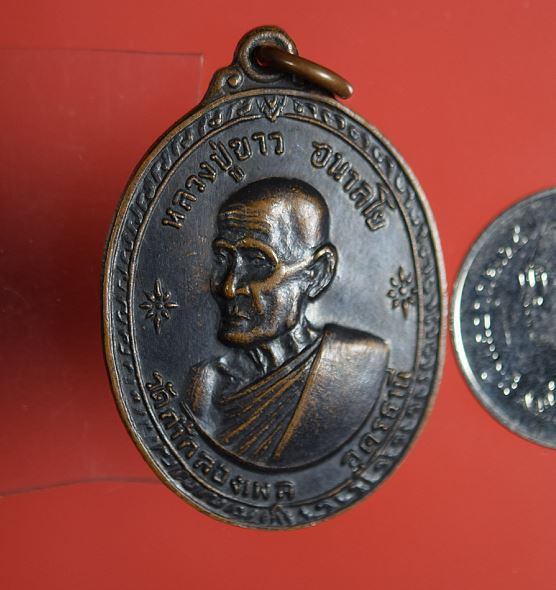 หลวงปู่ขาว อนาลโย
วัดถ้ำกลองเพล อุดรธานี